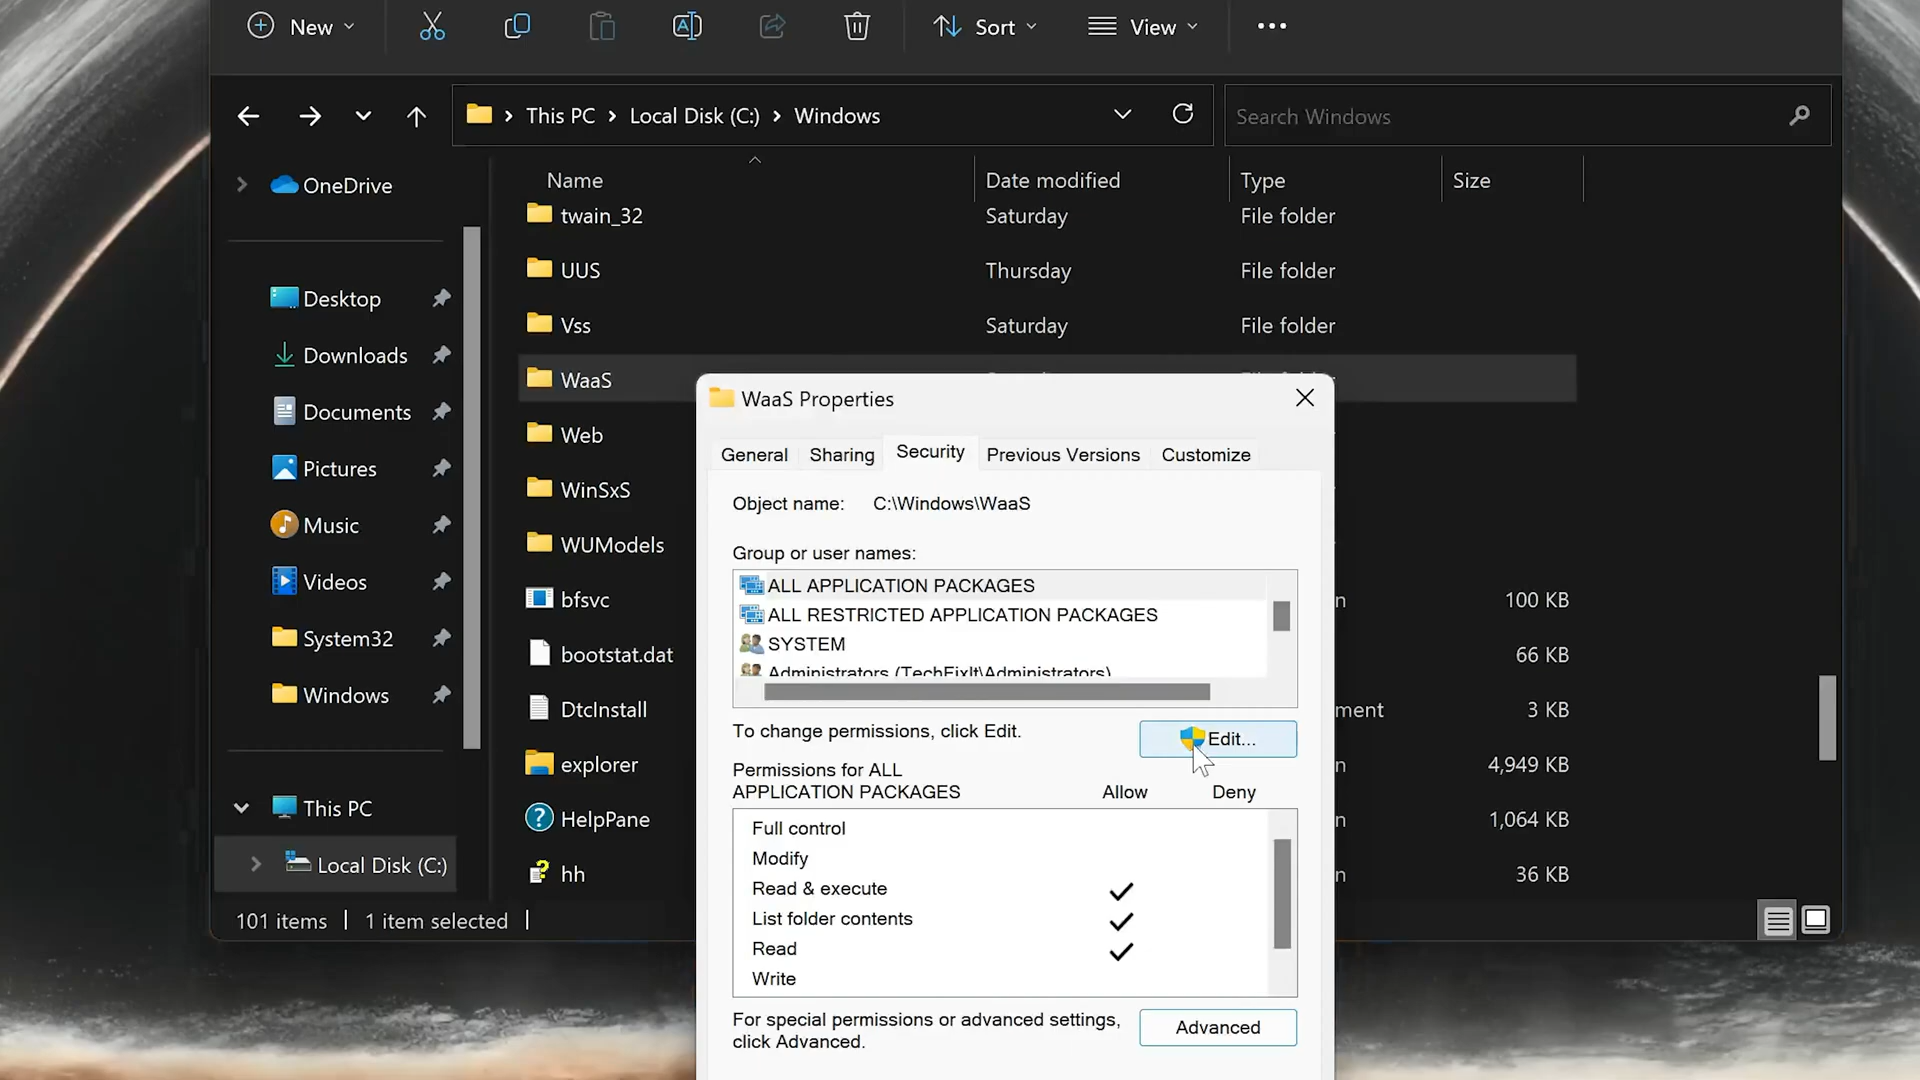 New
Sort
View
This PC > Local Disk (C:) > Windows
Search Windows
Name Date modified Type Size
OneDrive
Desktop
Downloads
Documents
Pictures
Music
Videos
System32
Windows
This PC
Local Disk (C:)
twain_32 Saturday File folder
UUS Thursday File folder
Vss Saturday File folder
WaaS
Web
WinSxS
WUModels
bfsvc 100 KB
bootstat.dat 66 KB
DtcInstall ment 3 KB
explorer 4,949 KB
HelpPane 1,064 KB
hh 36 KB
101 items | 1 item selected |
WaaS Properties
General Sharing Security Previous Versions Customize
Object name: C:\Windows\WaaS
Group or user names:
ALL APPLICATION PACKAGES
ALL RESTRICTED APPLICATION PACKAGES
SYSTEM
Administrators (TechFixIt\Administrators)
To change permissions, click Edit.
Edit...
Permissions for ALL
APPLICATION PACKAGES Allow Deny
Full control
Modify
Read & execute
List folder contents
Read
Write
For special permissions or advanced settings,
click Advanced.
Advanced